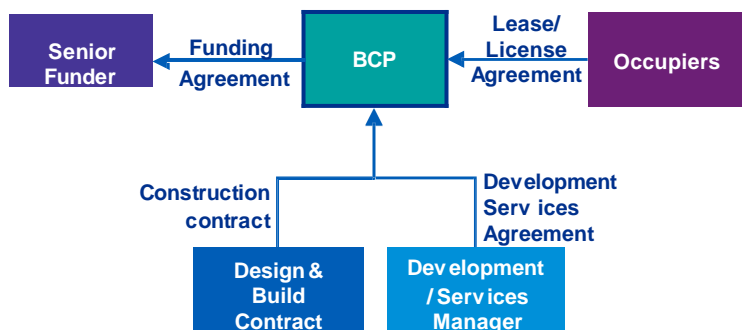 Senior
Funder
Funding
Agreement
BCP
Lease/
License
Agreement
Occupiers
Construction
contract
Development
Serv ices
Agreement
Design &
Build
Contract
Dev elopment
/ Serv ices
Manager